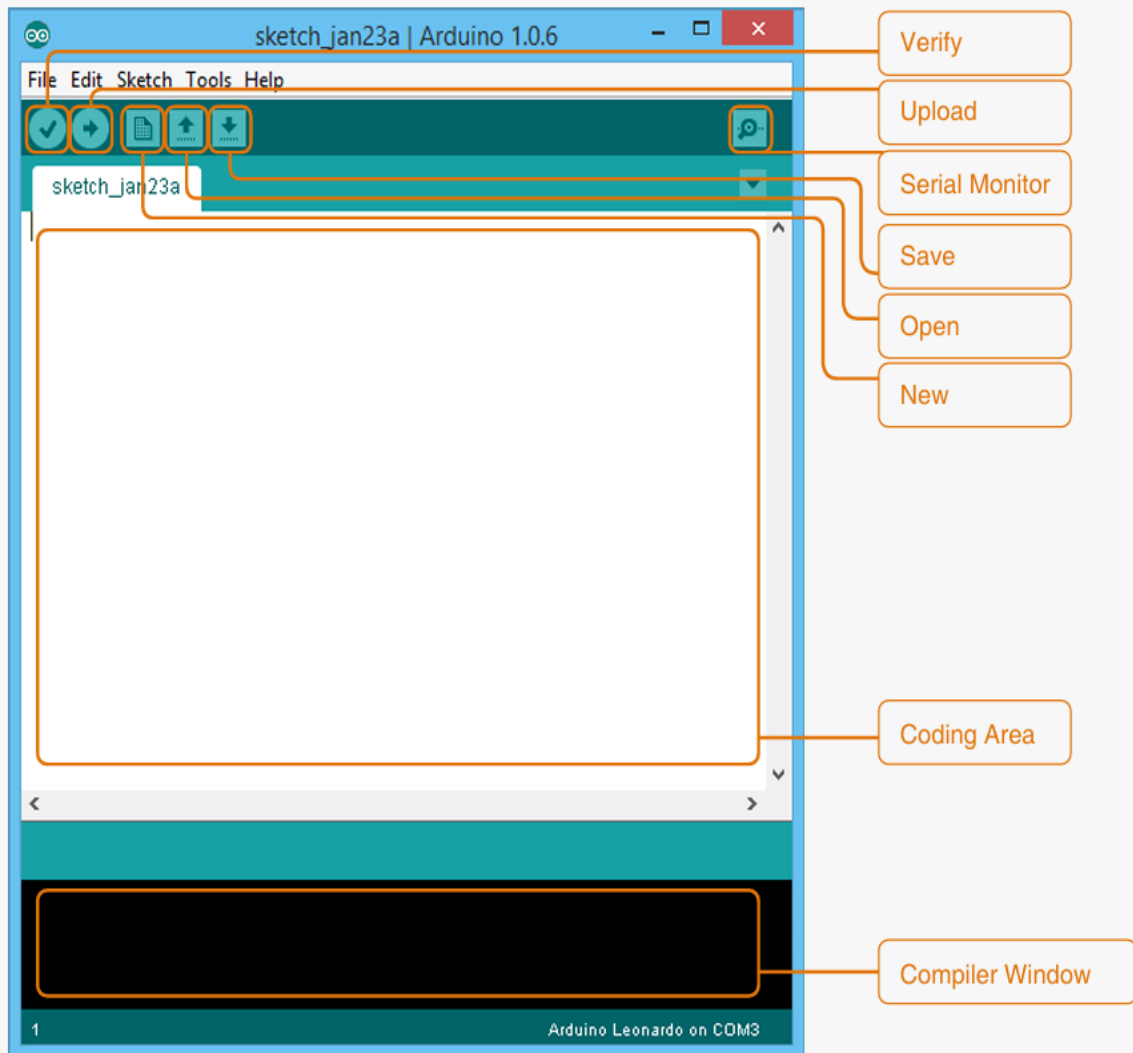 sketch_jan23a | Arduino 1.0.6
File Edit Sketch Tools Help
sketch_jan23a
Verify
Upload
Serial Monitor
Save
Open
New
Coding Area
Compiler Window
1
Arduino Leonardo on COM3